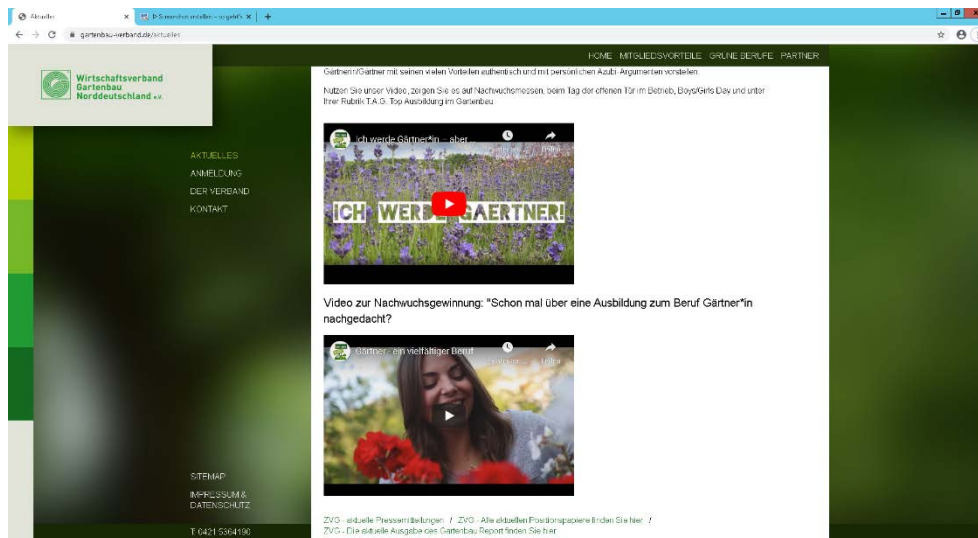 Aktuelles
Screenshot erstellen - so geht's
gartenbau-verband.de/aktuelles
HOME MITGLIEDSVORTEILE GRÜNE BERUFE PARTNER
Wirtschaftsverband
Gartenbau
Norddeutschland e.V.
AKTUELLES
ANMELDUNG
DER VERBAND
KONTAKT
SITEMAP
IMPRESSUM &
DATENSCHUTZ
T: 0421 5364190
Gärtnerin/Gärtner mit seinen vielen Vorteilen authentisch und mit persönlichen Azubi-Argumenten vorstellen.
Nutzen Sie unser Video, zeigen Sie es auf Nachwuchsmessen, beim Tag der offenen Tür im Betrieb, Boys/Girls Day und unter
Ihrer Rubrik T.A.G. Top Ausbildung im Gartenbau
Ich werde Gärtner*in – aber ...
ICH WERDE GAERTNER!
Video zur Nachwuchsgewinnung: "Schon mal über eine Ausbildung zum Beruf Gärtner*in
nachgedacht?
Gärtner - ein vielfältiger Beruf
ZVG - aktuelle Pressemitteilungen / ZVG - Alle aktuellen Positionspapiere finden Sie hier /
ZVG - Die aktuelle Ausgabe des Gartenbau Report finden Sie hier